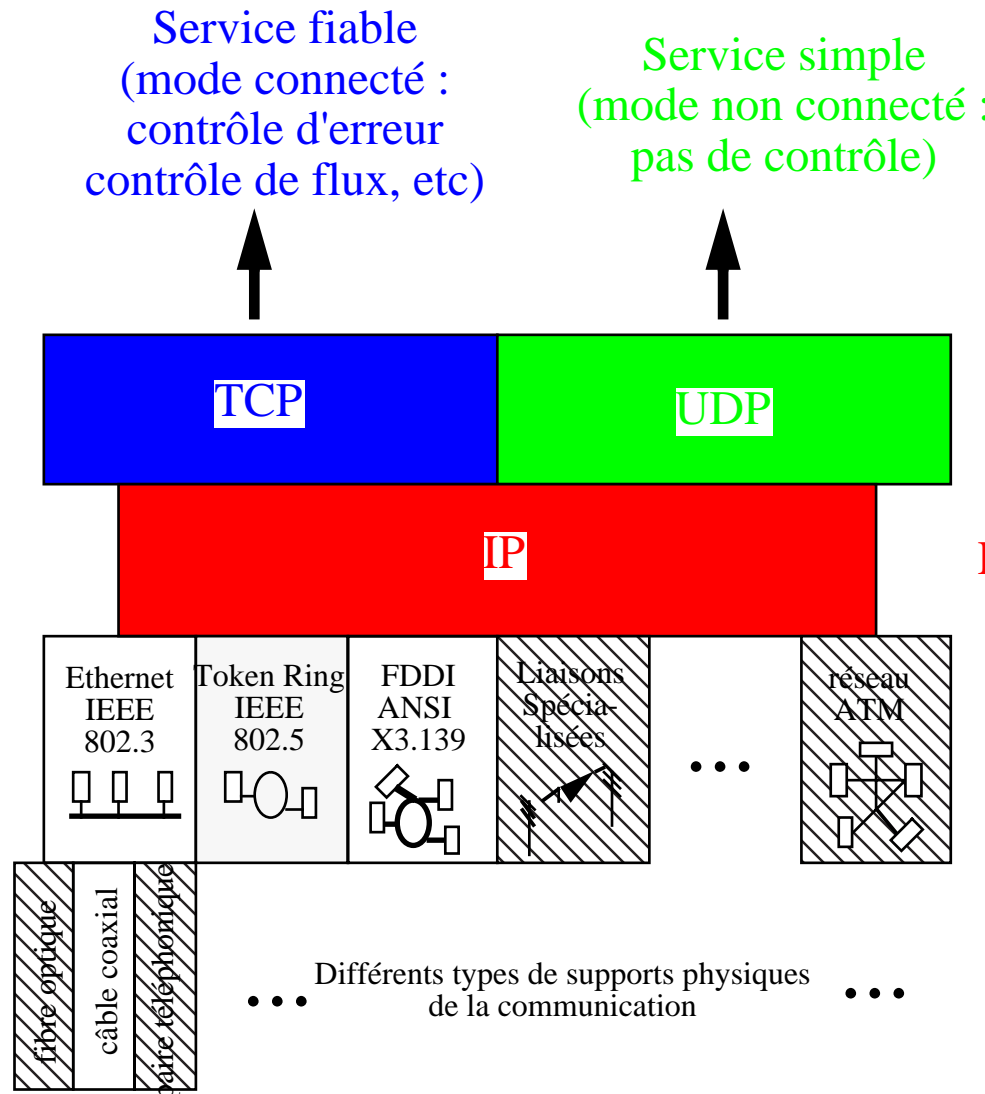 Service fiable
(mode connecté :
contrôle d'erreur
contrôle de flux, etc)
Service simple
(mode non connecté :
pas de contrôle)
TCP
UDP
IP
Ethernet
IEEE
802.3
Token Ring
IEEE
802.5
FDDI
ANSI
X3.139
Liaisons
Spécia-
lisées
...
réseau
ATM
fibre optique
câble coaxial
paire téléphonique
...
Différents types de supports physiques
de la communication
...